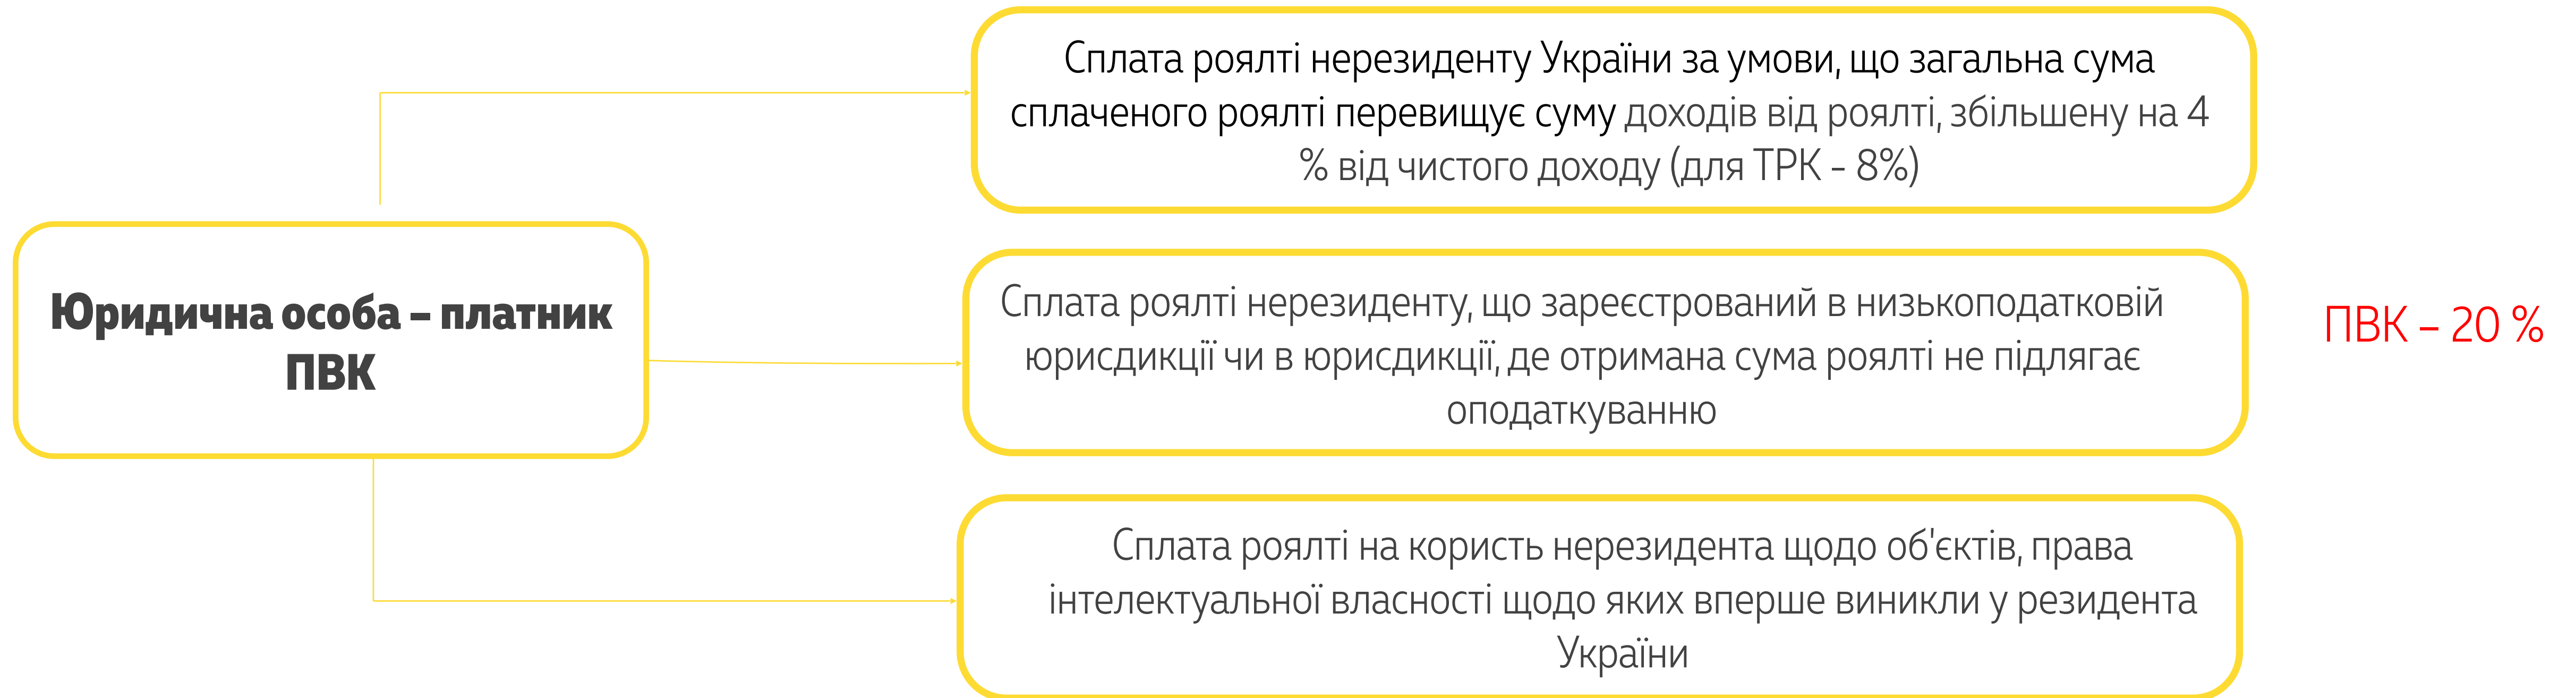 Сплата роялті нерезиденту України за умови, що загальна сума
сплаченого роялті перевищує суму доходів від роялті, збільшену на 4
% від чистого доходу (для ТРК - 8%)
Юридична особа – платник
ПВК
Сплата роялті нерезиденту, що зареєстрований в низькоподатковій
юрисдикції чи в юрисдикції, де отримана сума роялті не підлягає
оподаткуванню
ПВК – 20 %
Сплата роялті на користь нерезидента щодо об'єктів, права
інтелектуальної власності щодо яких вперше виникли у резидента
України